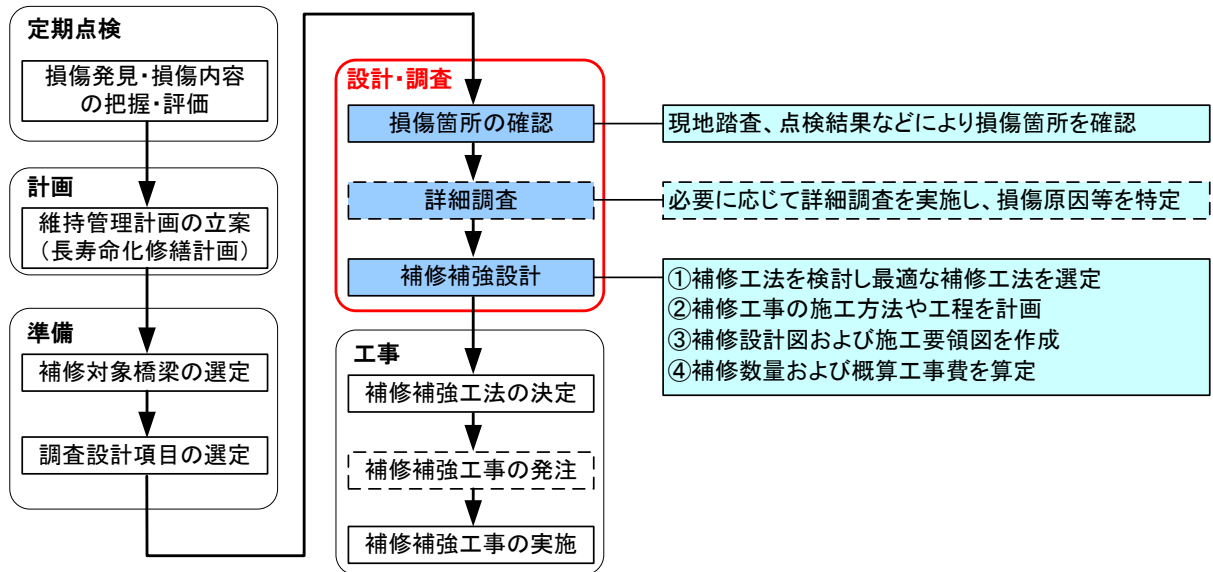 定期点検
損傷発見・損傷内容
の把握・評価
計画
維持管理計画の立案
（長寿命化修繕計画）
準備
補修対象橋梁の選定
調査設計項目の選定
設計・調査
損傷箇所の確認
現地踏査、点検結果などにより損傷箇所を確認
詳細調査
必要に応じて詳細調査を実施し、損傷原因等を特定
補修補強設計
①補修工法を検討し最適な補修工法を選定
②補修工事の施工方法や工程を計画
③補修設計図および施工要領図を作成
④補修数量および概算工事費を算定
工事
補修補強工法の決定
補修補強工事の発注
補修補強工事の実施